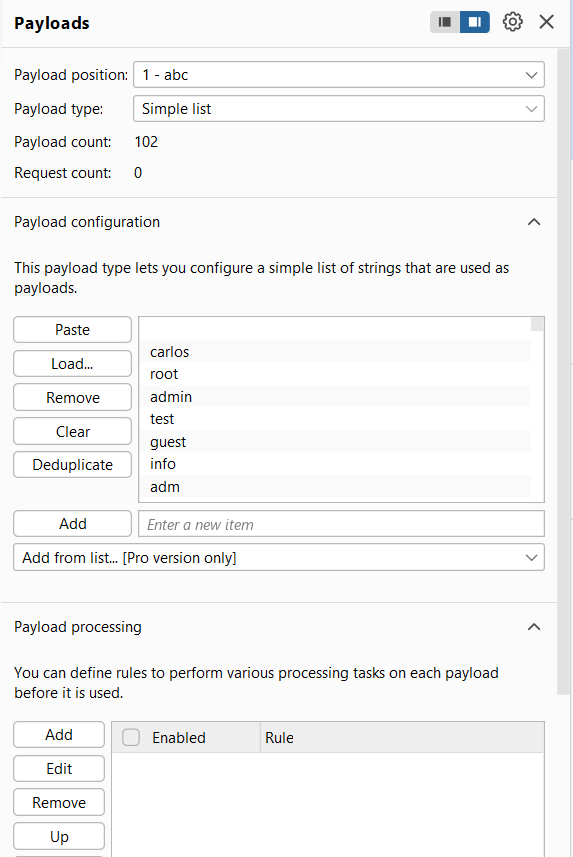 Payloads
Payload position: 1 - abc
Payload type: Simple list
Payload count: 102
Request count: 0
Payload configuration
This payload type lets you configure a simple list of strings that are used as
payloads.
Paste
Load...
Remove
Clear
Deduplicate
carlos
root
admin
test
guest
info
adm
Add
Enter a new item
Add from list... [Pro version only]
Payload processing
You can define rules to perform various processing tasks on each payload
before it is used.
Add
Edit
Remove
Up
Enabled
Rule